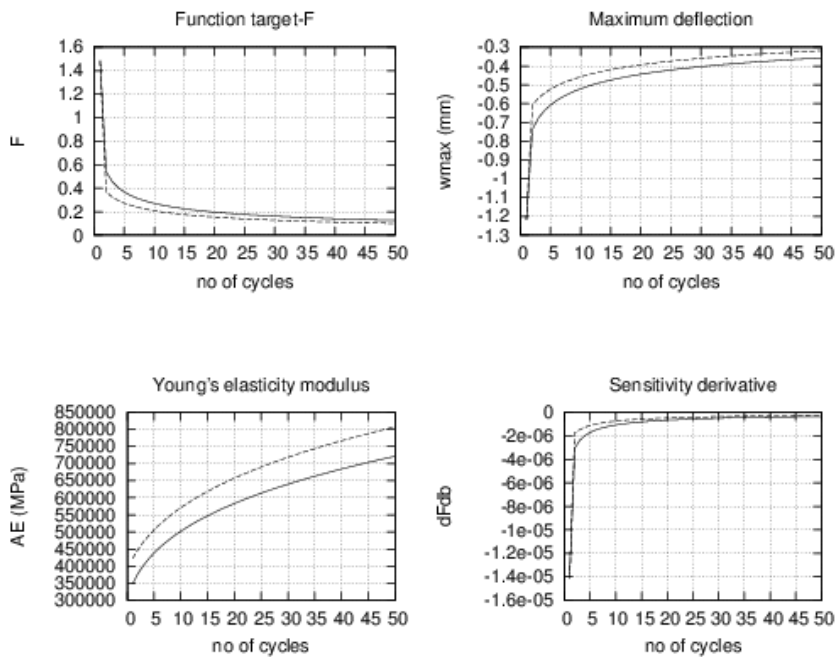 Function target-F
1.6
1.4
1.2
1
0.8
0.6
0.4
0.2
0
F
0 5 10 15 20 25 30 35 40 45 50
no of cycles
Maximum deflection
-0.3
-0.4
-0.5
-0.6
-0.7
-0.8
-0.9
-1
-1.1
-1.2
-1.3
wmax (mm)
0 5 10 15 20 25 30 35 40 45 50
no of cycles
Young's elasticity modulus
850000
800000
750000
700000
650000
600000
550000
500000
450000
400000
350000
300000
AE (MPa)
0 5 10 15 20 25 30 35 40 45 50
no of cycles
Sensitivity derivative
0
-2e-06
-4e-06
-6e-06
-8e-06
-1e-05
-1.2e-05
-1.4e-05
-1.6e-05
dFdb
0 5 10 15 20 25 30 35 40 45 50
no of cycles